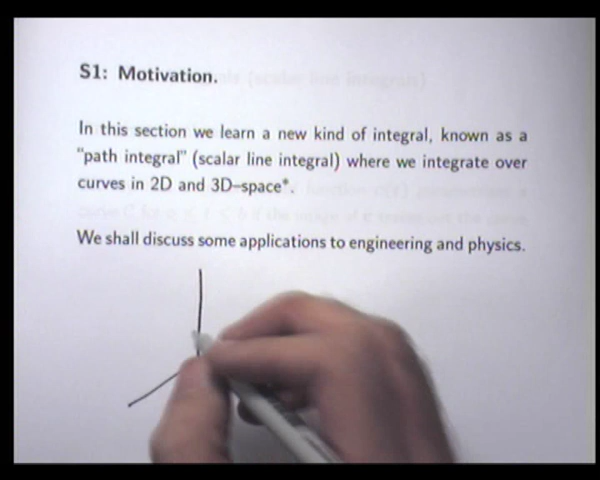 S1: Motivation.
In this section we learn a new kind of integral, known as a
"path integral" (scalar line integral) where we integrate over
curves in 2D and 3D–space*.
We shall discuss some applications to engineering and physics.